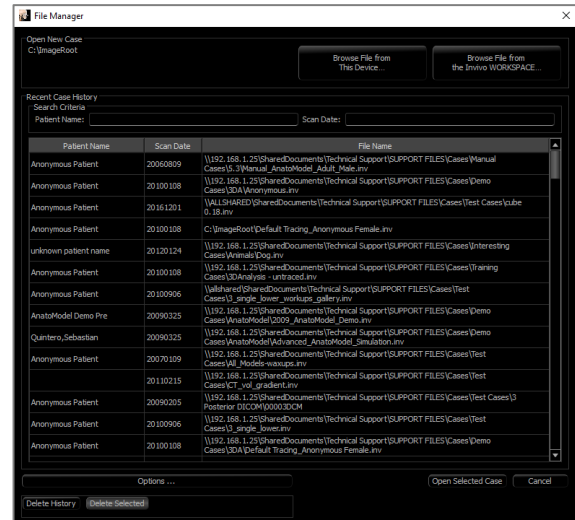 File Manager
Open New Case
C:\ImageRoot
Browse File from
This Device...
Browse File from
the Invivo WORKSPACE...
Recent Case History
Search Criteria
Patient Name:
Scan Date:
Patient Name Scan Date File Name
Anonymous Patient 20060809 \\192.168.1.25\SharedDocuments\Technical Support\SUPPORT FILES\Cases\Manual
Cases\5.3\Manual_AnatoModel_Adult_Male.inv
Anonymous Patient 20100108 \\192.168.1.25\SharedDocuments\Technical Support\SUPPORT FILES\Cases\Demo
Cases\3DA\Anonymous.inv
Anonymous Patient 20161201 \\ALLSHARED\SharedDocuments\Technical Support\SUPPORT FILES\Cases\Test Cases\cube
0.18.inv
Anonymous Patient 20100108 C:\ImageRoot\Default Tracing_Anonymous Female.inv
unknown patient name 20120124 \\192.168.1.25\SharedDocuments\Technical Support\SUPPORT FILES\Cases\Interesting
Cases\Animals\Dog.inv
Anonymous Patient 20100108 \\192.168.1.25\SharedDocuments\Technical Support\SUPPORT FILES\Cases\Training
Cases\3DAnalysis - untraced.inv
Anonymous Patient 20100906 \\allshared\SharedDocuments\Technical Support\SUPPORT FILES\Cases\Test
Cases\3_single_lower_workups_gallery.inv
AnatoModel Demo Pre 20090325 \\192.168.1.25\SharedDocuments\Technical Support\SUPPORT FILES\Cases\Demo
Cases\AnatoModel\2009_AnatoModel_Demo.inv
Quintero,Sebastian 20090325 \\192.168.1.25\SharedDocuments\Technical Support\SUPPORT FILES\Cases\Demo
Cases\AnatoModel\Advanced_AnatoModel_Simulation.inv
Anonymous Patient 20070109 \\192.168.1.25\SharedDocuments\Technical Support\SUPPORT FILES\Cases\Test
Cases\All_Models-waxups.inv
20110215 \\192.168.1.25\SharedDocuments\Technical Support\SUPPORT FILES\Cases\Test
Cases\CT_vol_gradient.inv
Anonymous Patient 20090205 \\192.168.1.25\SharedDocuments\Technical Support\SUPPORT FILES\Cases\Test Cases\3
Posterior DICOM\00003DCM
Anonymous Patient 20100906 \\192.168.1.25\SharedDocuments\Technical Support\SUPPORT FILES\Cases\Test
Cases\3_single_lower.inv
Anonymous Patient 20100108 \\192.168.1.25\SharedDocuments\Technical Support\SUPPORT FILES\Cases\Demo
Cases\3DA\Default Tracing_Anonymous Female.inv
Options ...
Open Selected Case
Cancel
Delete History
Delete Selected